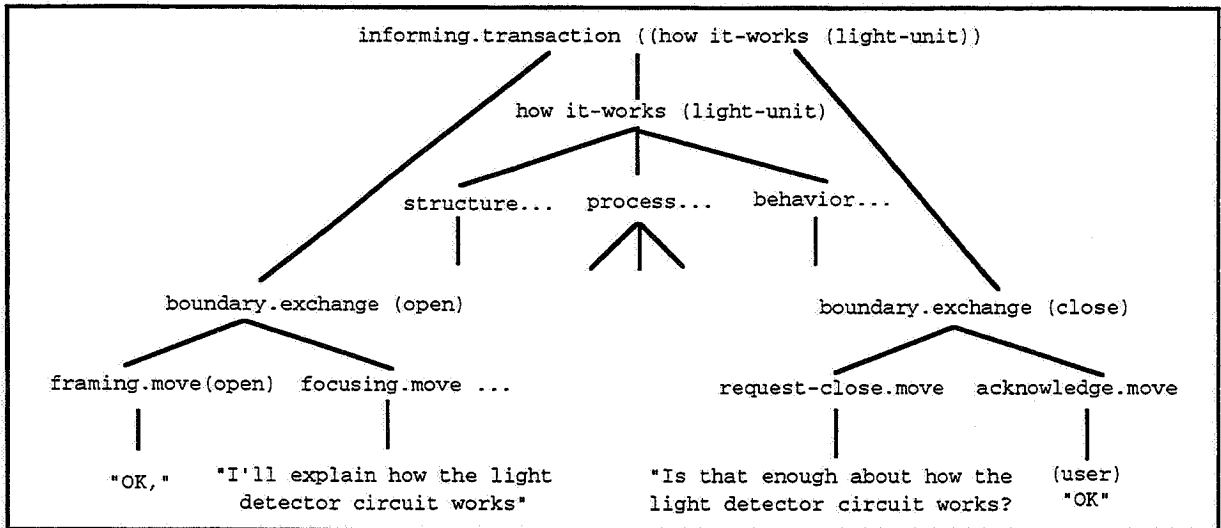 informing.transaction ((how it-works (light-unit))
how it-works (light-unit)
structure... process... behavior...
boundary.exchange (open) boundary.exchange (close)
framing.move(open) focusing.move ... request-close.move acknowledge.move
"OK," "I'll explain how the light
detector circuit works"
"Is that enough about how the
light detector circuit works?
(user)
"OK"